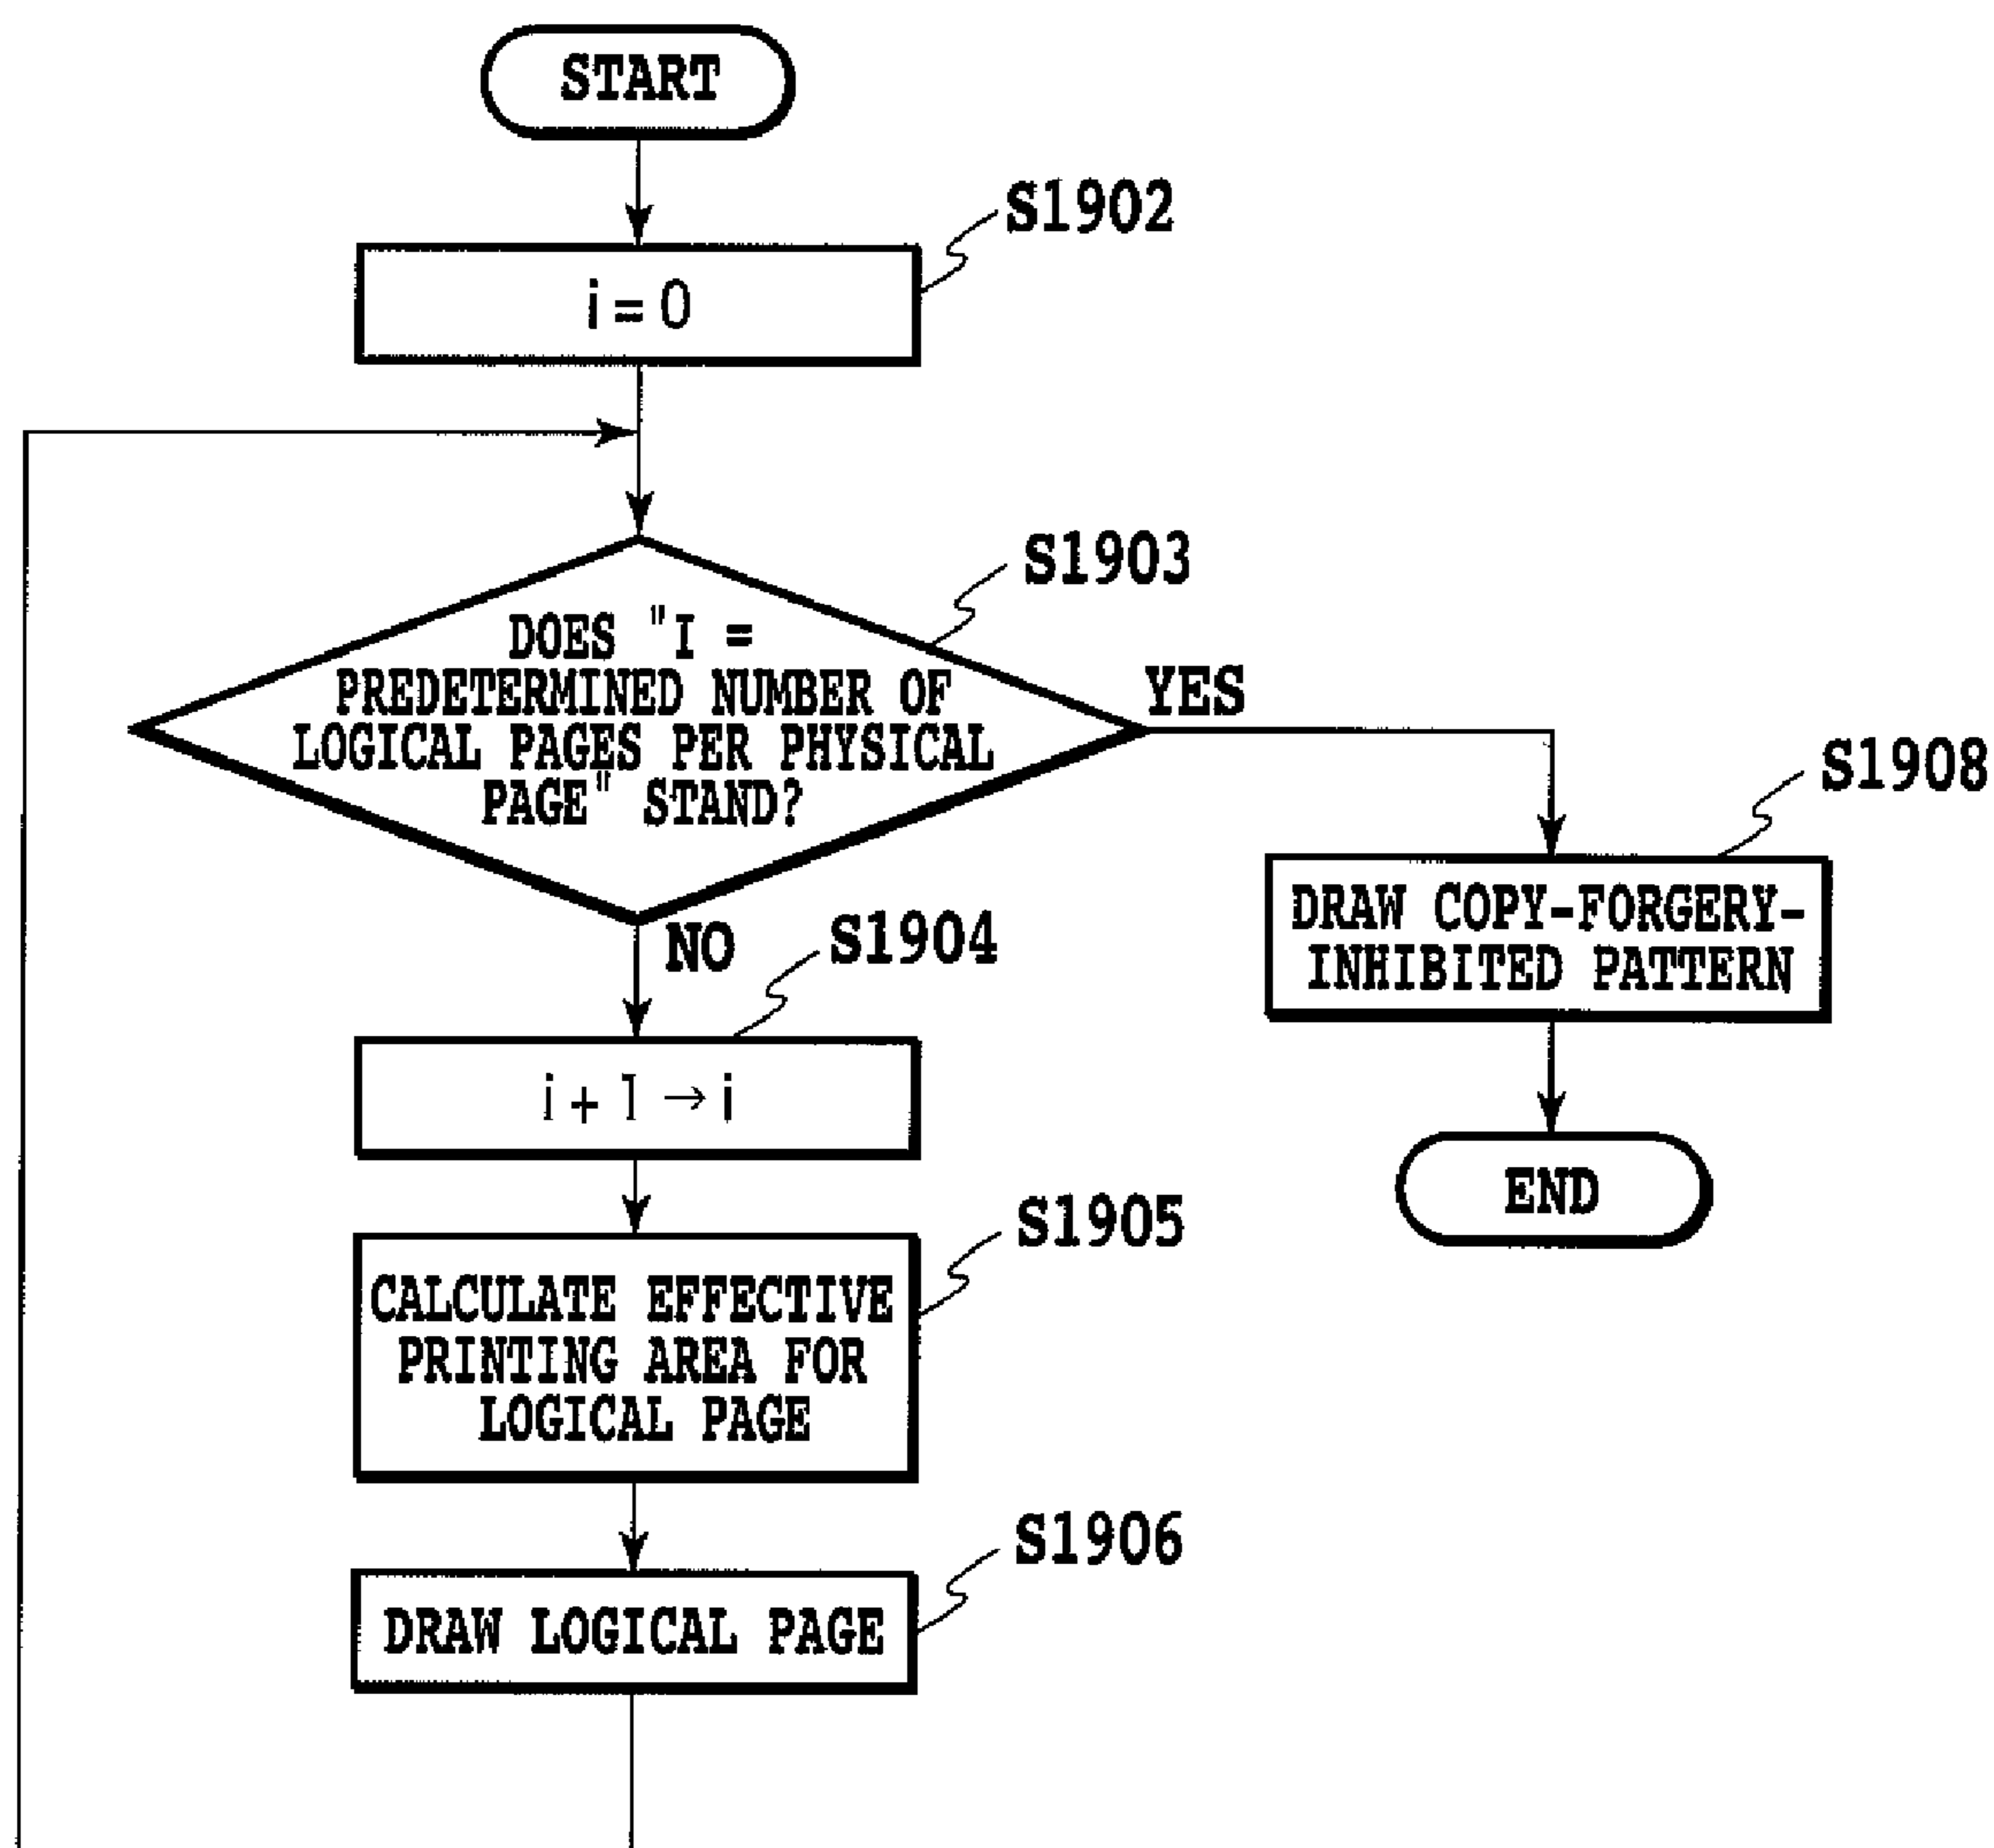 START
S1902
i = 0
S1903
DOES "I =
PREDETERMINED NUMBER OF
LOGICAL PAGES PER PHYSICAL
PAGE" STAND?
YES
NO
S1904
i + 1 → i
S1905
CALCULATE EFFECTIVE
PRINTING AREA FOR
LOGICAL PAGE
S1906
DRAW LOGICAL PAGE
S1908
DRAW COPY-FORGERY-
INHIBITED PATTERN
END